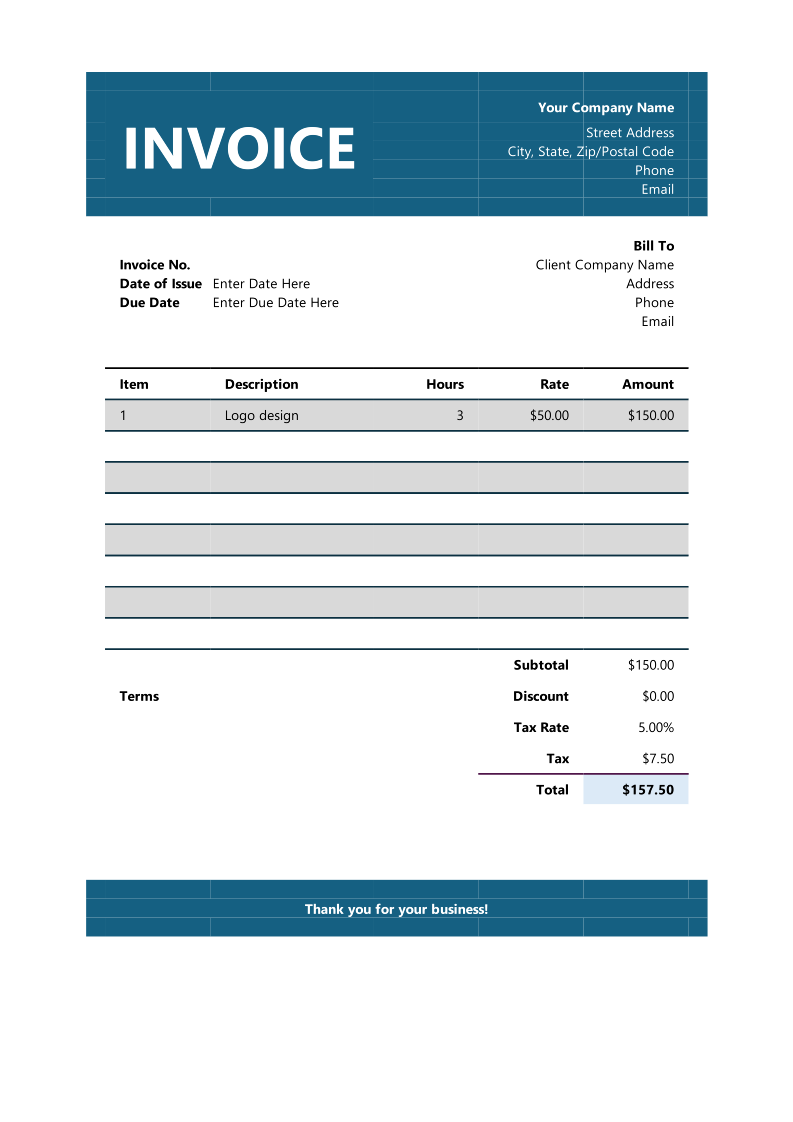 INVOICE
Your Company Name
Street Address
City, State, Zip/Postal Code
Phone
Email
Bill To
Invoice No.
Client Company Name
Date of Issue Enter Date Here
Address
Due Date Enter Due Date Here
Phone
Email
Item Description Hours Rate Amount
1 Logo design 3 $50.00 $150.00
Subtotal $150.00
Terms
Discount $0.00
Tax Rate 5.00%
Tax $7.50
Total $157.50
Thank you for your business!